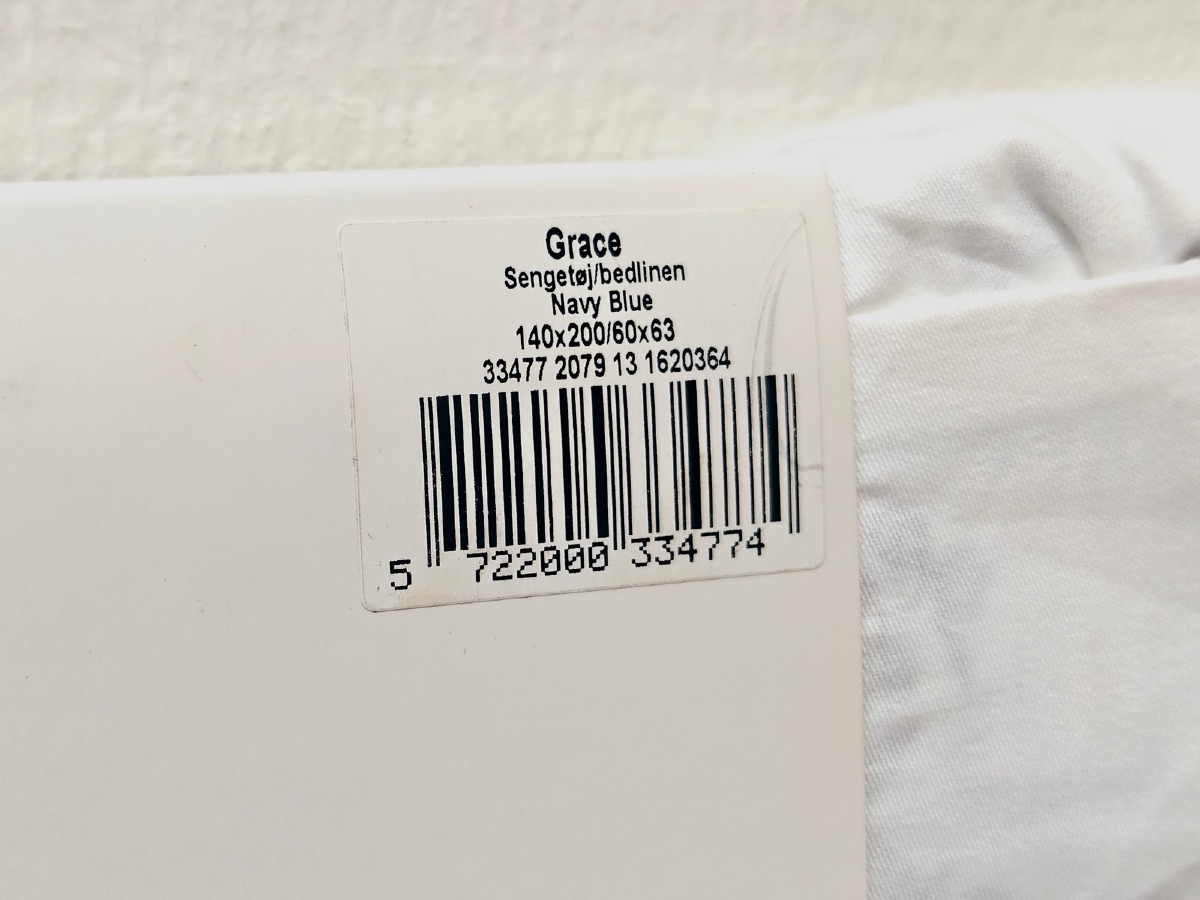 Grace
Sengetøj/bedlinen
Navy Blue
140x200/60x63
33477 2079 13 1620364
5 722000 334774